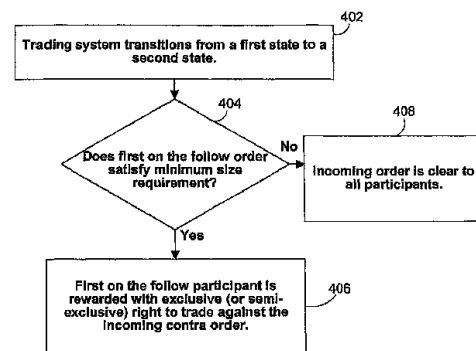 402
Trading system transitions from a first state to a
second state.
404
Does first on the follow order
satisfy minimum size
requirement?
No
408
Incoming order is clear to
all participants.
Yes
First on the follow participant is
rewarded with exclusive (or semi-
exclusive) right to trade against the
incoming contra order.
406